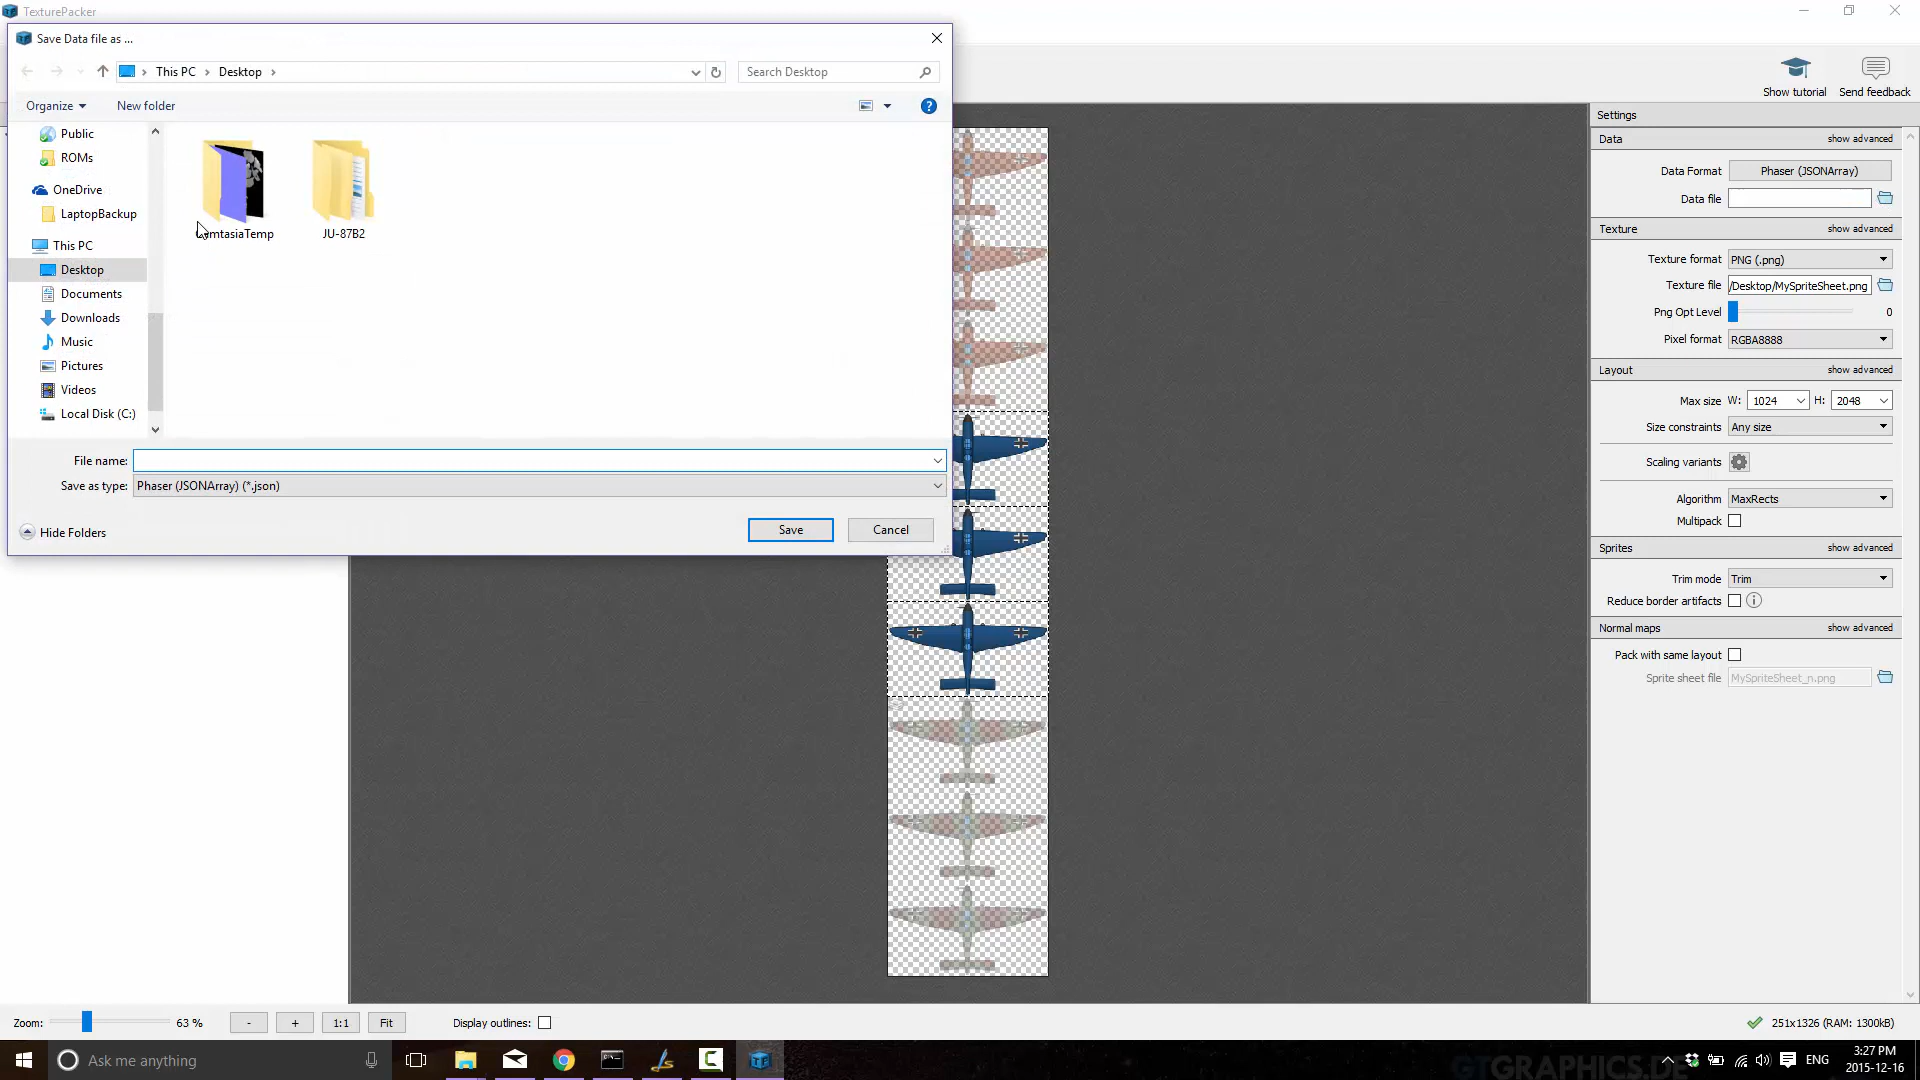 TexturePacker
Save Data file as ...
This PC
Desktop
Search Desktop
Organize
New folder
Public
ROMs
OneDrive
LaptopBackup
This PC
Desktop
Documents
Downloads
Music
Pictures
Videos
Local Disk (C:)
JU-87B2
File name:
Save as type: Phaser (JSONArray) (*.json)
Hide Folders
Save
Cancel
Show tutorial
Send feedback
Settings
Data
show advanced
Data Format
Phaser (JSONArray)
Data file
Texture
show advanced
Texture format
PNG (.png)
Texture file
/Desktop/MySpriteSheet.png
Png Opt Level
0
Pixel format
RGBA8888
Layout
show advanced
Max size
W: 1024
H: 2048
Size constraints
Any size
Scaling variants
Algorithm
MaxRects
Multipack
Sprites
show advanced
Trim mode
Trim
Reduce border artifacts
Normal maps
show advanced
Pack with same layout
Sprite sheet file
MySpriteSheet_n.png
Zoom:
63 %
-
+
1:1
Fit
Display outlines:
251x1326 (RAM: 1300kB)
Ask me anything
GTGRAPHICS.DE
ENG
3:27 PM
2015-12-16